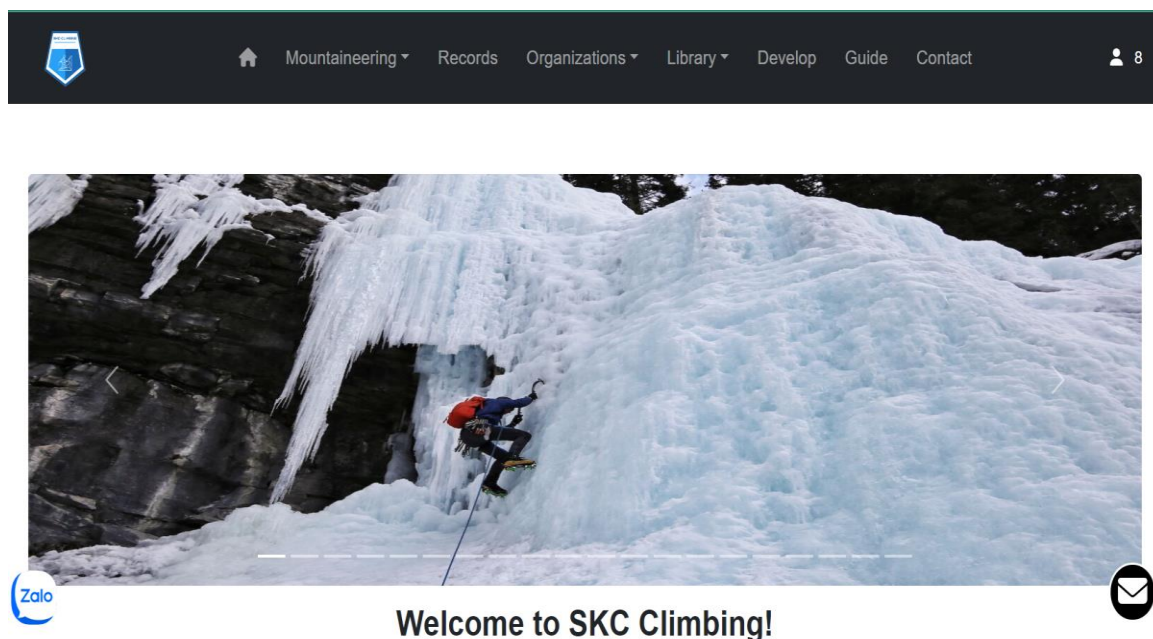 Mountaineering Records Organizations Library Develop Guide Contact 8
Zalo
Welcome to SKC Climbing!